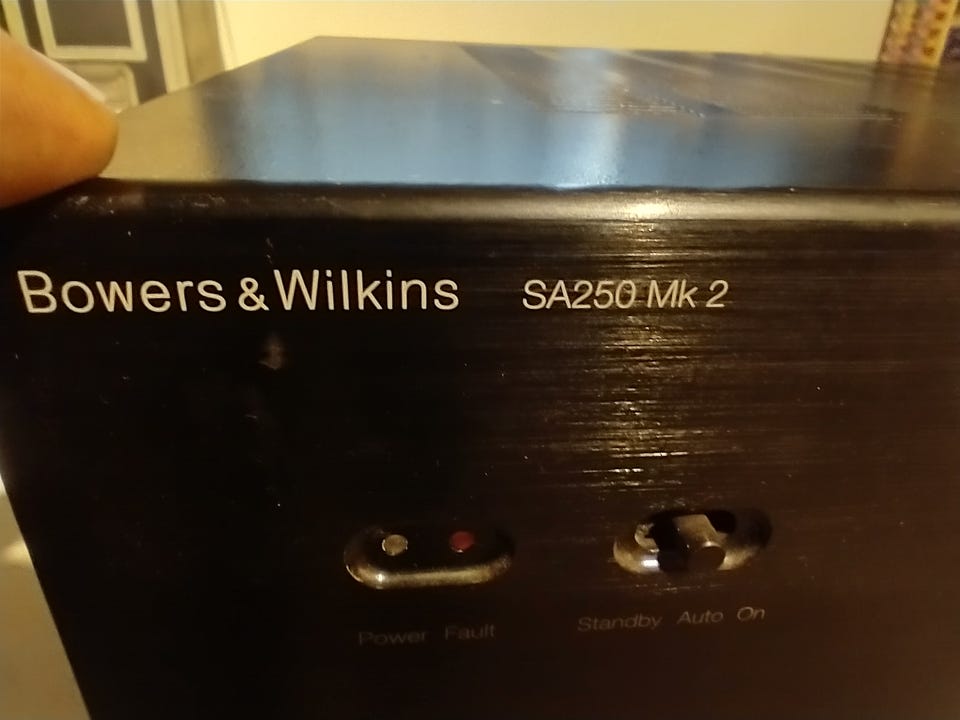 Bowers & Wilkins SA250 Mk 2
Power Fault Standby Auto On